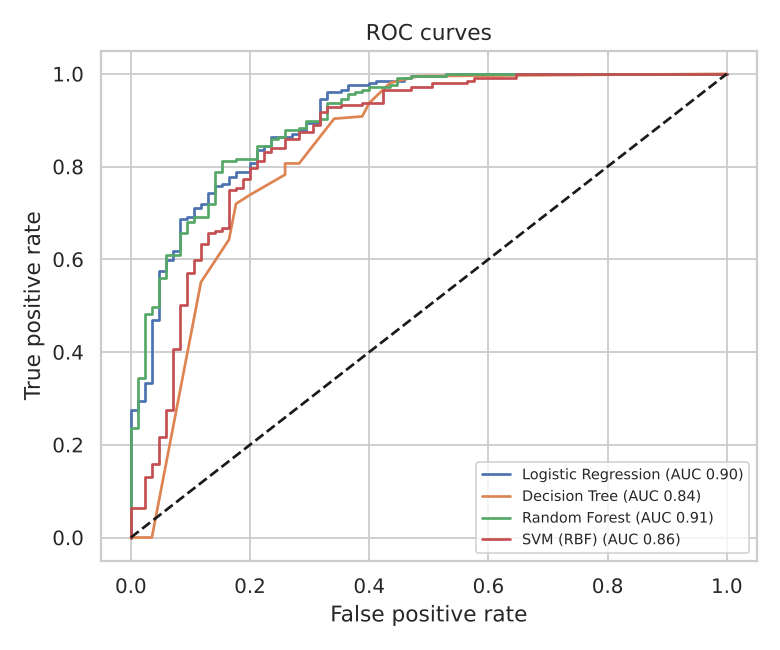 ROC curves
True positive rate
1.0
0.8
0.6
0.4
0.2
0.0
Logistic Regression (AUC 0.90)
Decision Tree (AUC 0.84)
Random Forest (AUC 0.91)
SVM (RBF) (AUC 0.86)
0.0 0.2 0.4 0.6 0.8 1.0
False positive rate